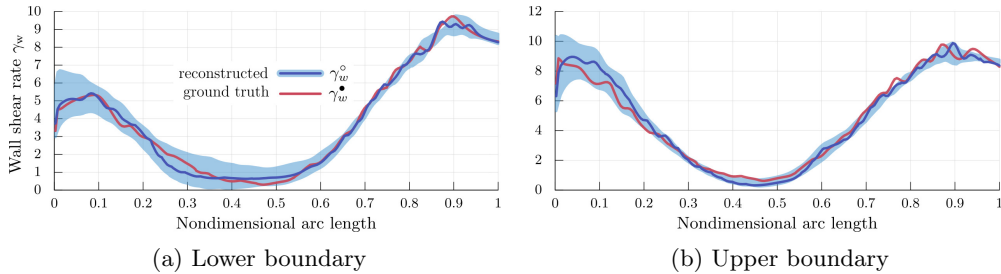 10
9
8
7
6
5
4
3
2
1
0
Wall shear rate γw
reconstructed γw°
ground truth γw•
0 0.1 0.2 0.3 0.4 0.5 0.6 0.7 0.8 0.9 1
Nondimensional arc length
(a) Lower boundary
12
10
8
6
4
2
0
0 0.1 0.2 0.3 0.4 0.5 0.6 0.7 0.8 0.9 1
Nondimensional arc length
(b) Upper boundary